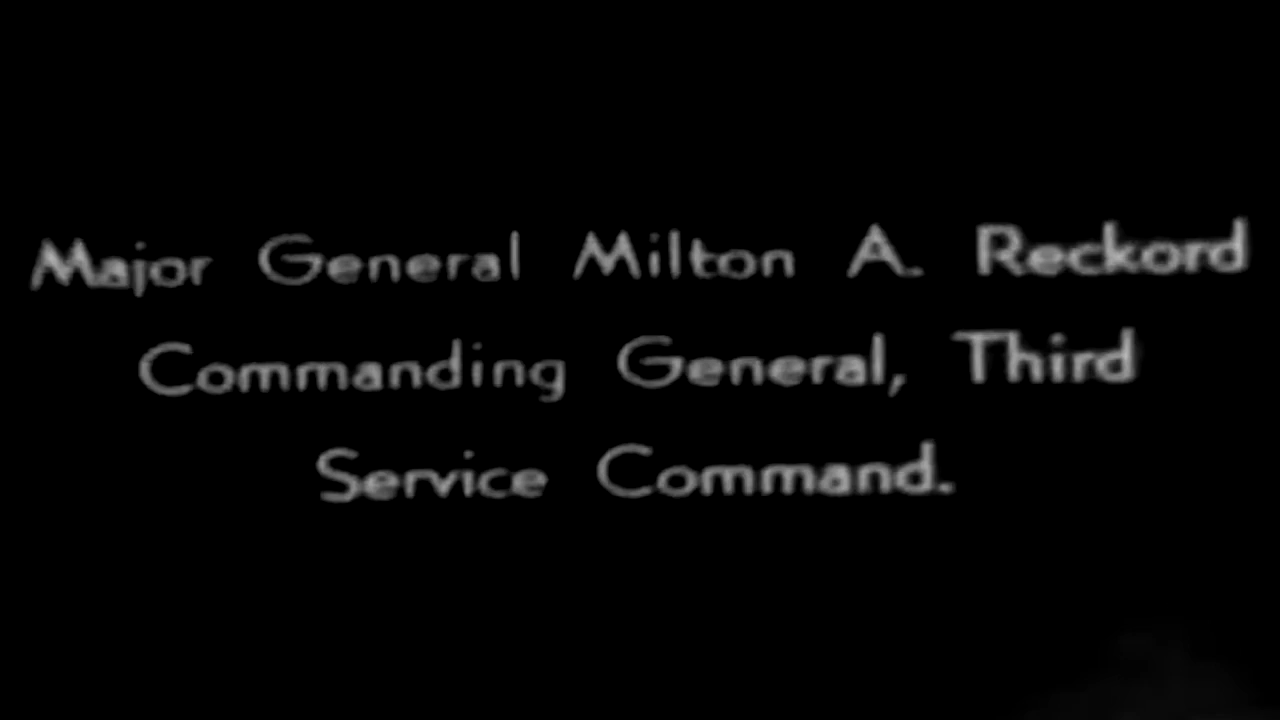 Major General Milton A. Reckord
Commanding General, Third
Service Command.